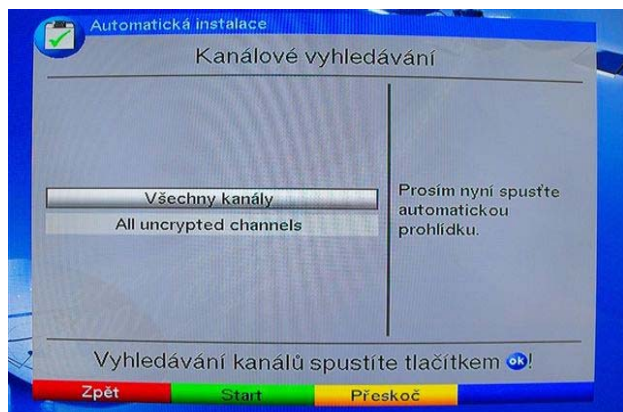 Automatická instalace
Kanálové vyhledávání
Všechny kanály
All uncrypted channels
Prosím nyní spusťte
automatickou
prohlídku.
Vyhledávání kanálů spustíte tlačítkem ok!
Zpět
Start
Přeskoč